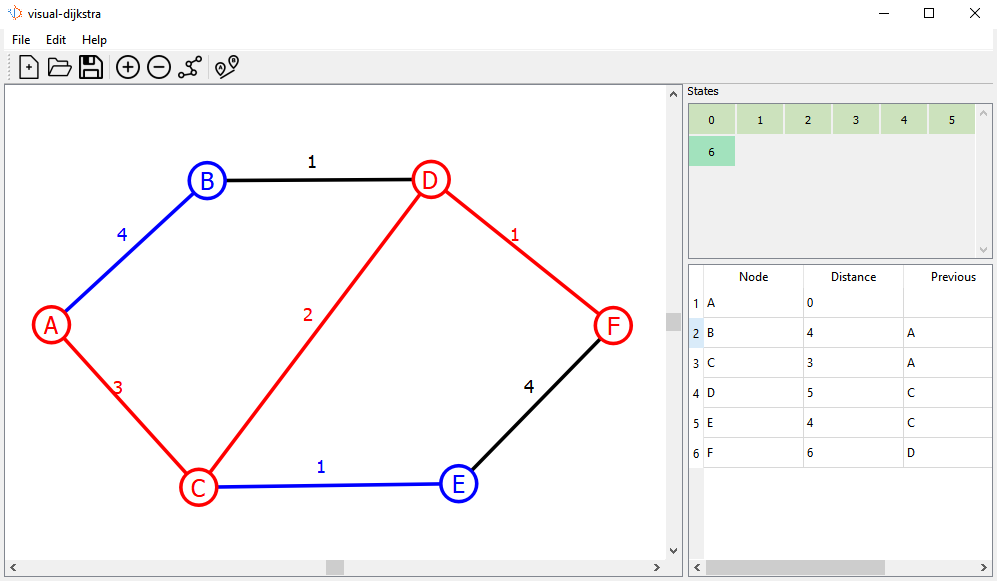 visual-dijkstra
File Edit Help
States
0 1 2 3 4 5
6
1
B
D
4
1
A
2
F
3
4
1
C
E
Node Distance Previous
1 A 0
2 B 4 A
3 C 3 A
4 D 5 C
5 E 4 C
6 F 6 D